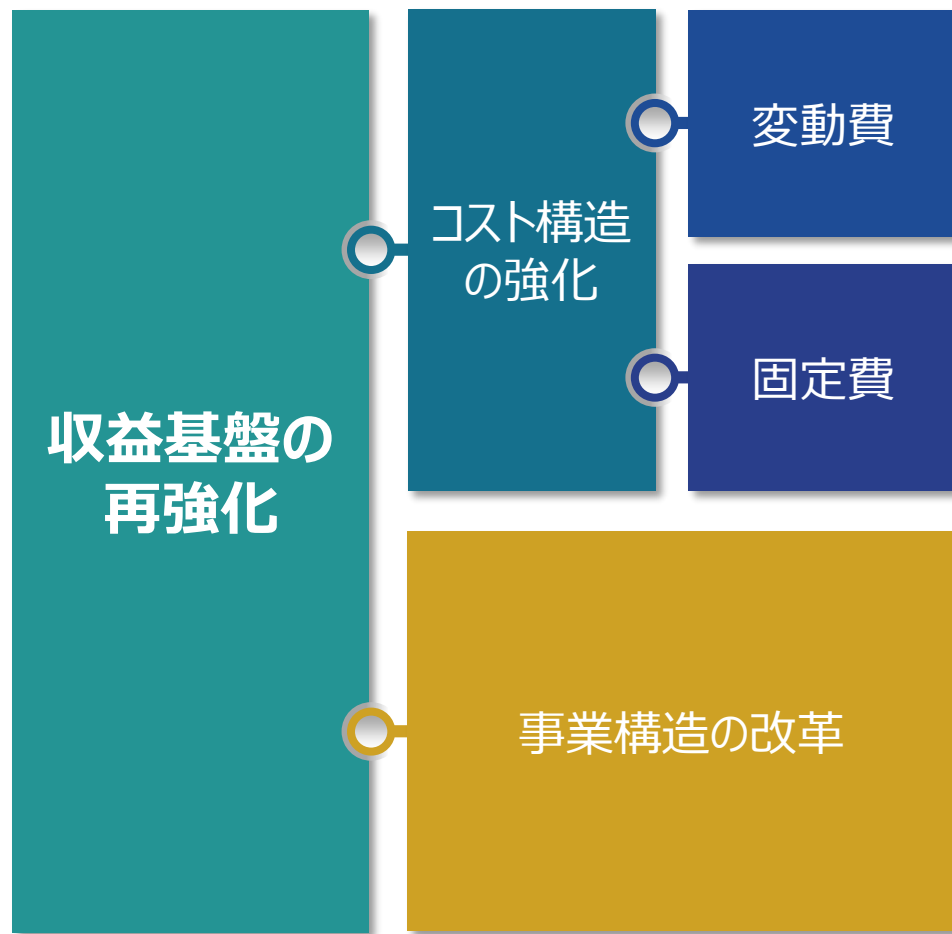 収益基盤の
再強化
コスト構造
の強化
変動費
固定費
事業構造の改革